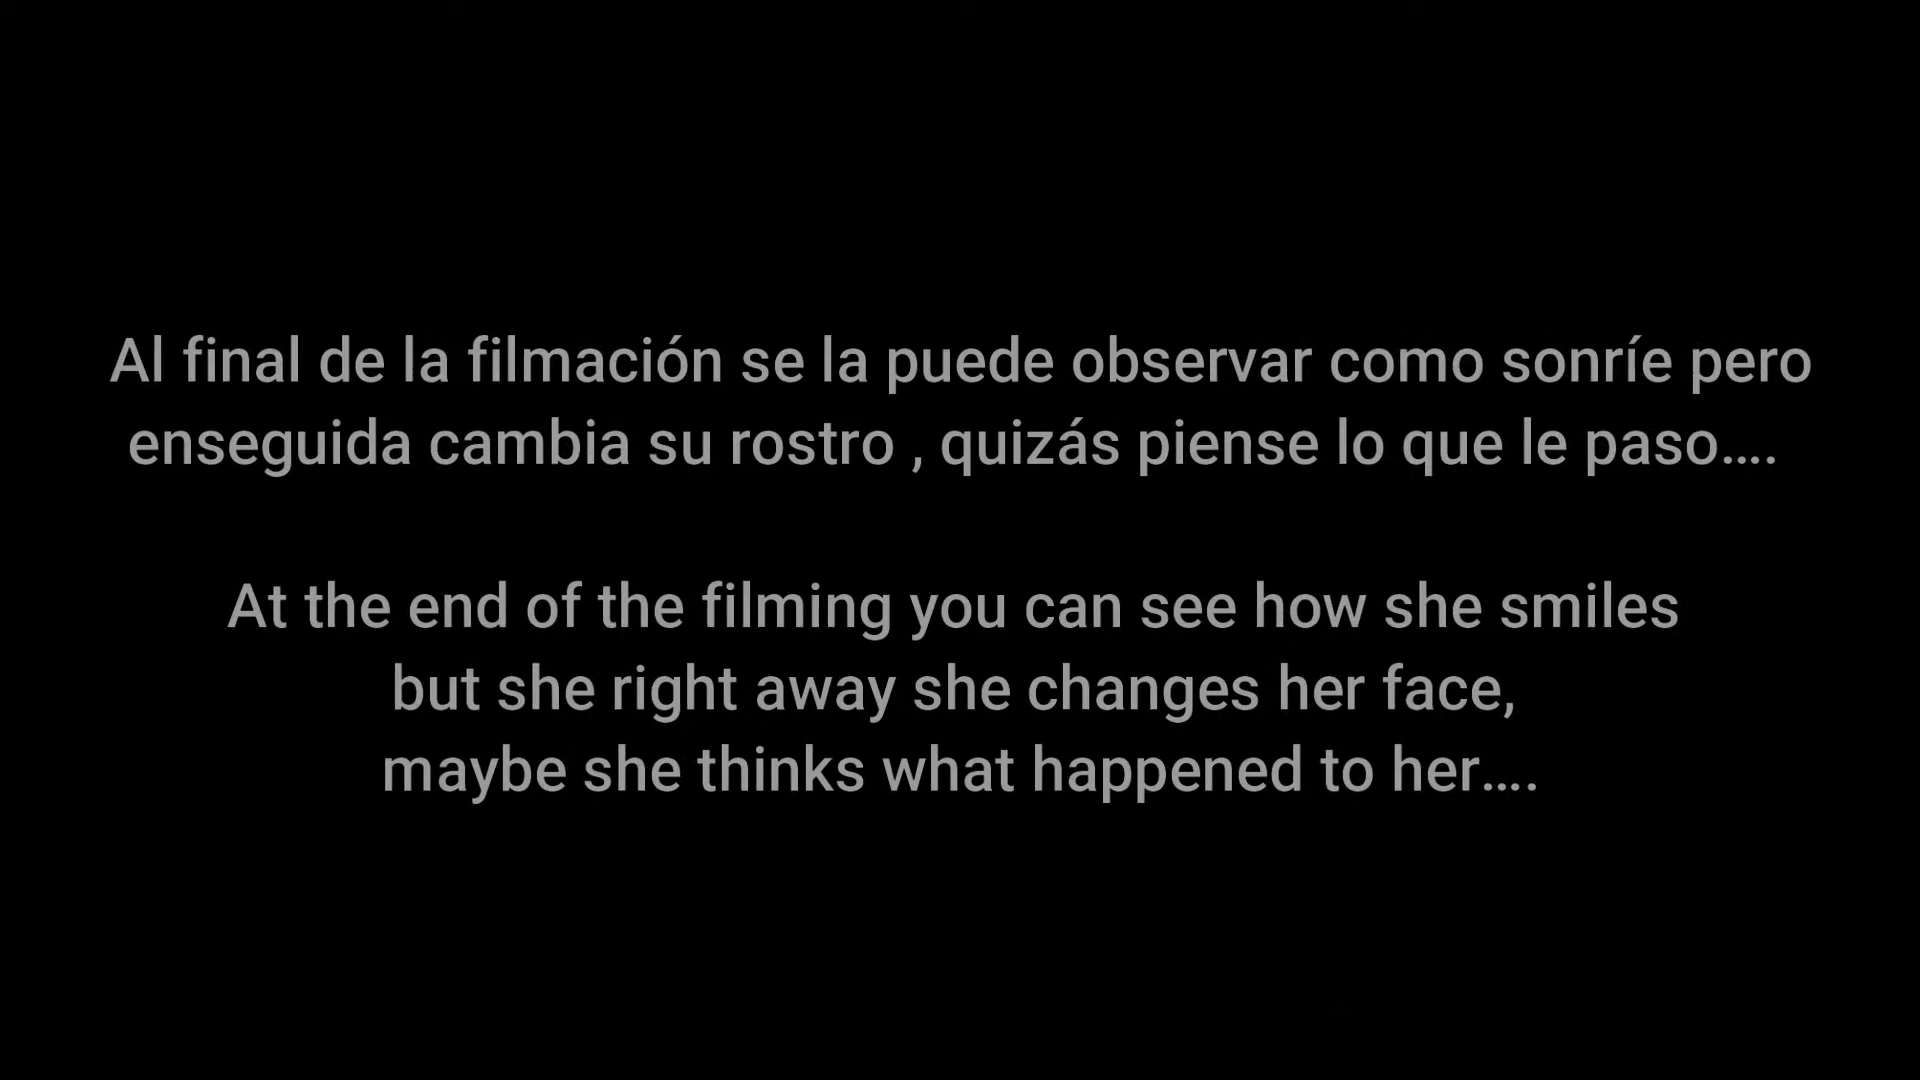 Al final de la filmación se la puede observar como sonríe pero
enseguida cambia su rostro , quizás piense lo que le paso....
At the end of the filming you can see how she smiles
but she right away she changes her face,
maybe she thinks what happened to her....